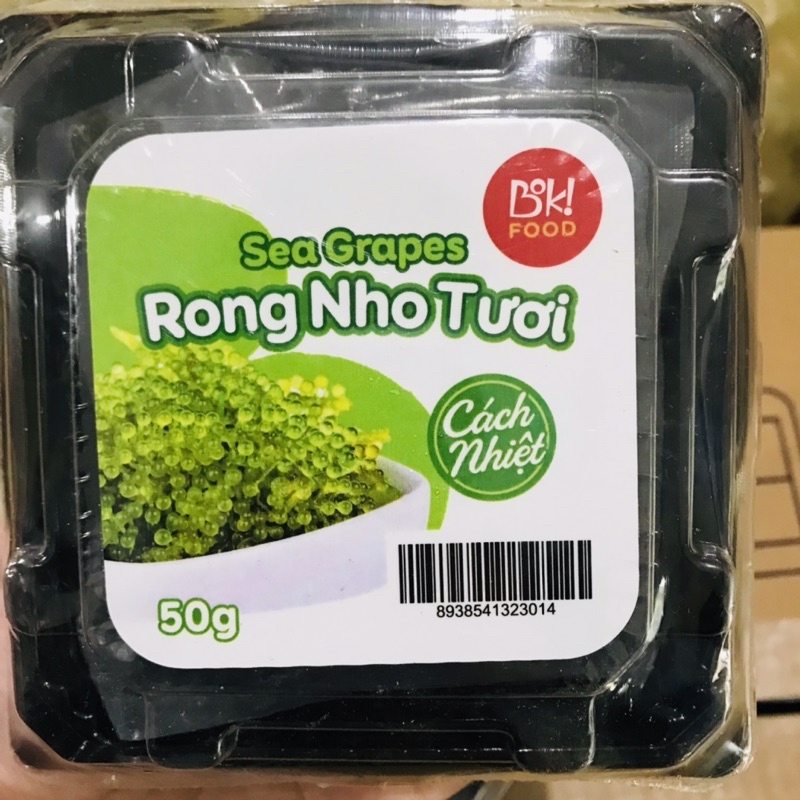 Bok!
FOOD
Sea Grapes
Rong Nho Tươi
Cách
Nhiệt
8938541323014
50g